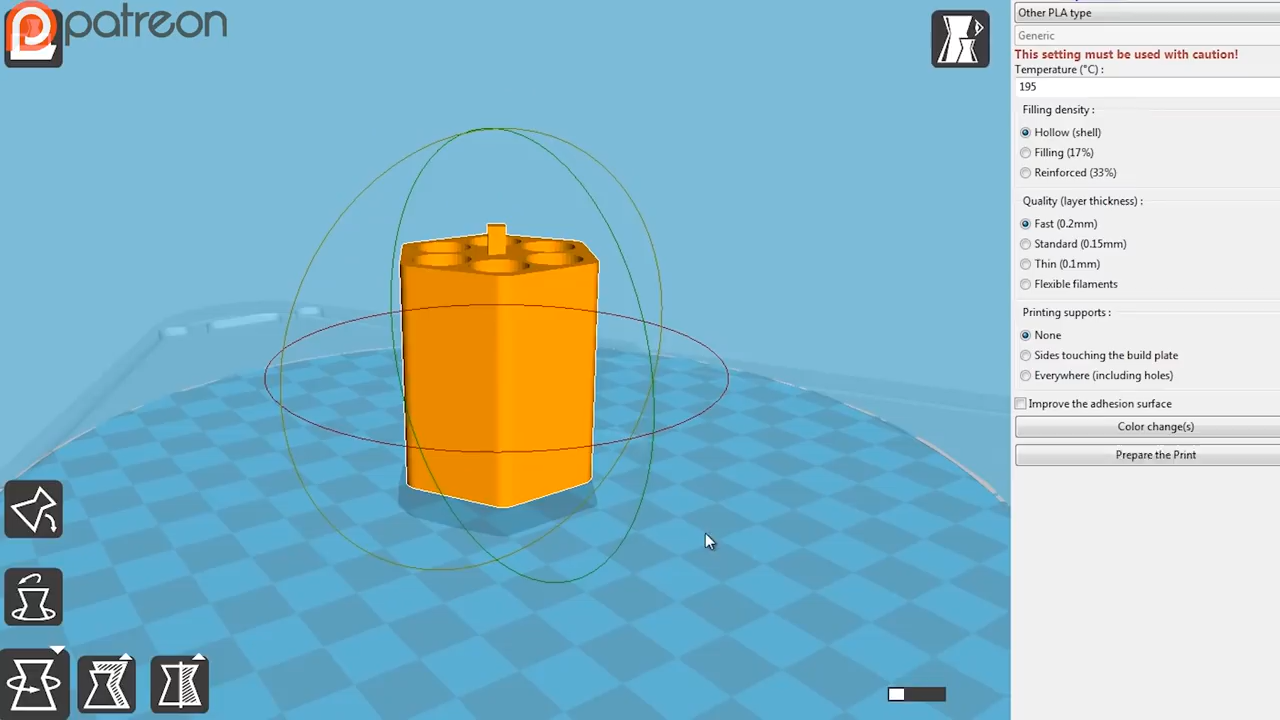 patreon
Other PLA type
Generic
This setting must be used with caution!
Temperature (°C) :
195
Filling density :
Hollow (shell)
Filling (17%)
Reinforced (33%)
Quality (layer thickness) :
Fast (0.2mm)
Standard (0.15mm)
Thin (0.1mm)
Flexible filaments
Printing supports :
None
Sides touching the build plate
Everywhere (including holes)
Improve the adhesion surface
Color change(s)
Prepare the Print